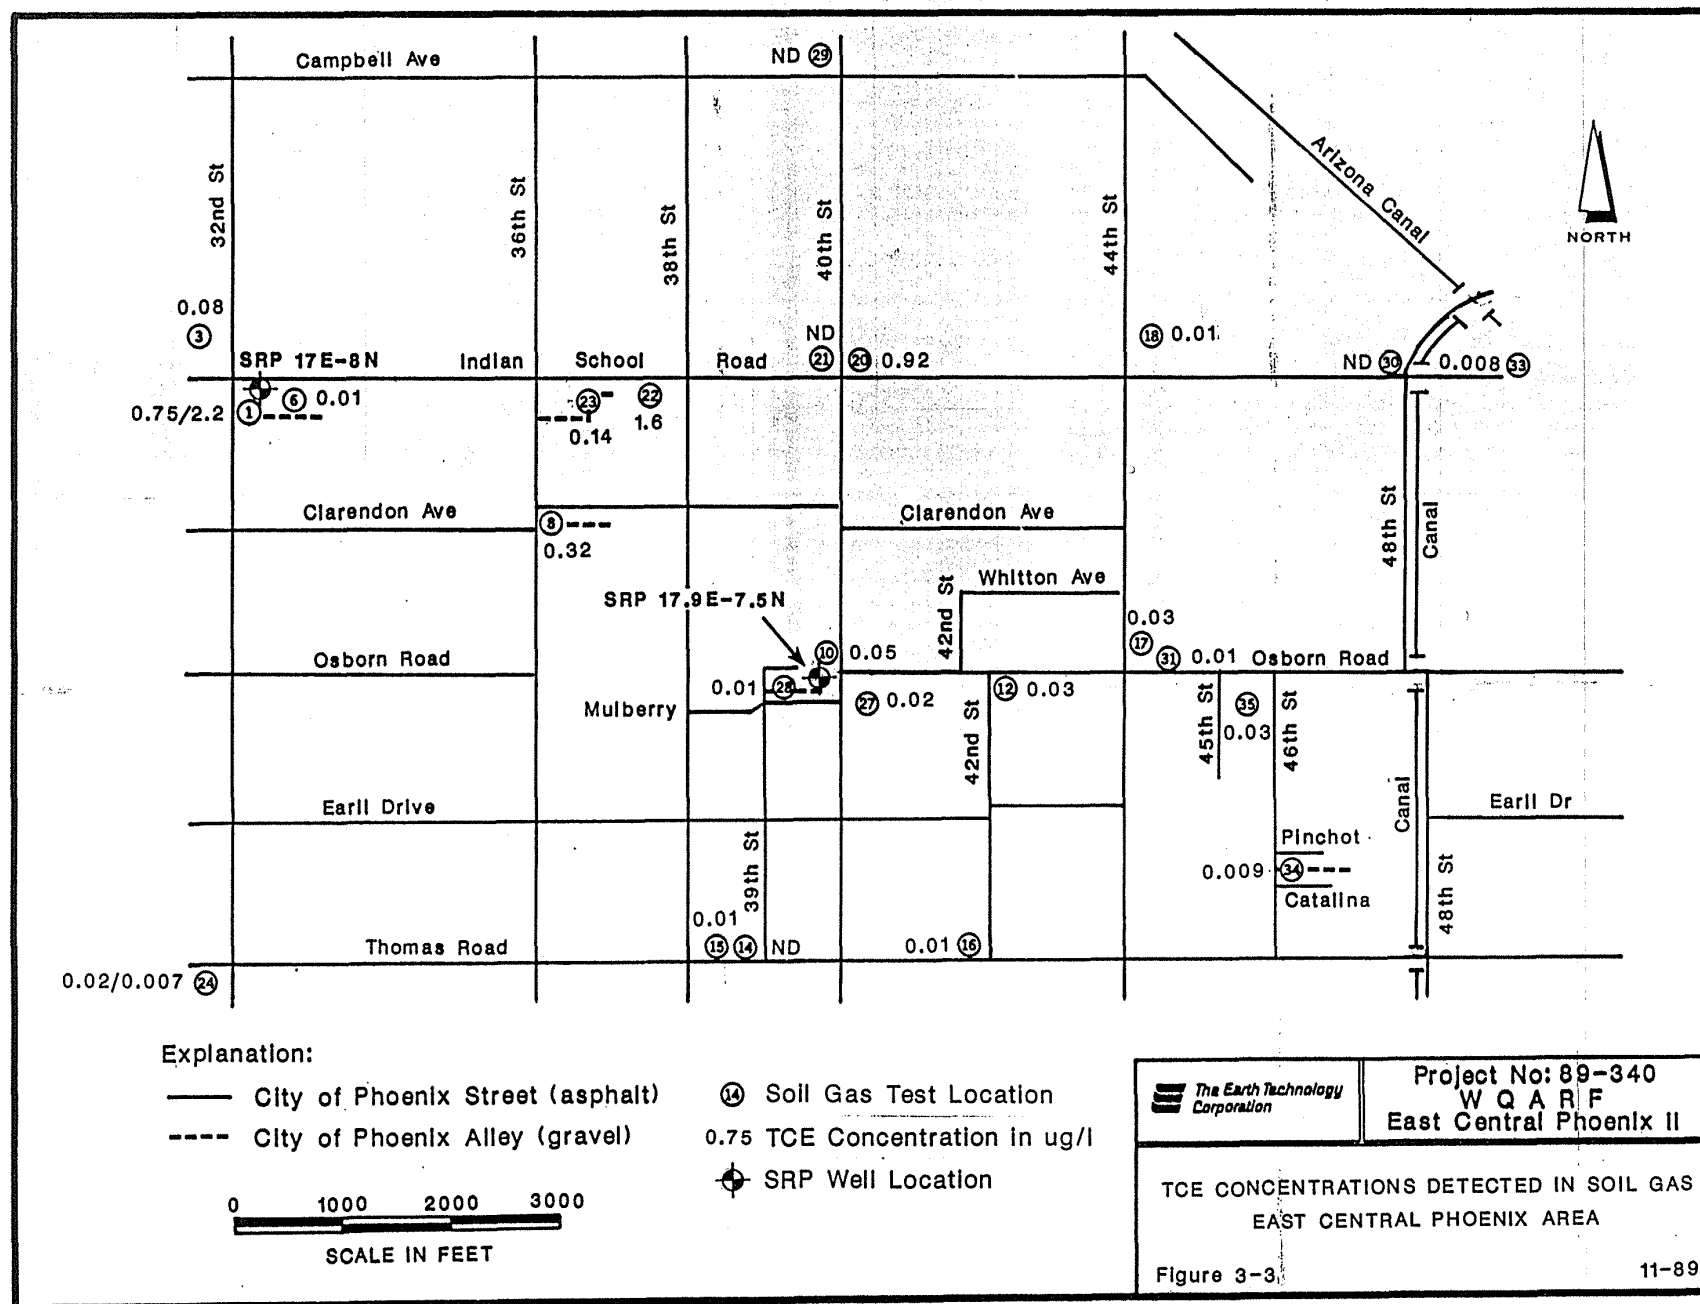 Campbell Ave
ND 29
32nd St
36th St
38th St
40th St
44th St
Arizona Canal
NORTH
0.08
3
SRP 17E-8N
Indian School Road
ND
21
20 0.92
18 0.01
ND 30
0.008 33
0.75/2.2 1
6 0.01
23
0.14
22
1.6
Clarendon Ave
8
0.32
Clarendon Ave
48th St
Canal
Whitton Ave
42nd St
SRP 17.9E-7.5N
0.03
17
31 0.01 Osborn Road
Osborn Road
10 0.05
0.01 28
Mulberry
27 0.02
42nd St
12 0.03
45th St
35
0.03
46th St
Earll Drive
Canal
Earll Dr
39th St
Pinchot
0.009 34
Catalina
48th St
0.01
15 14 ND
0.01 16
Thomas Road
0.02/0.007 24
Explanation:
City of Phoenix Street (asphalt)
City of Phoenix Alley (gravel)
14 Soil Gas Test Location
0.75 TCE Concentration in ug/l
SRP Well Location
0 1000 2000 3000
SCALE IN FEET
The Earth Technology
Corporation
Project No: 89-340
W Q A R F
East Central Phoenix II
TCE CONCENTRATIONS DETECTED IN SOIL GAS
EAST CENTRAL PHOENIX AREA
Figure 3-3
11-89